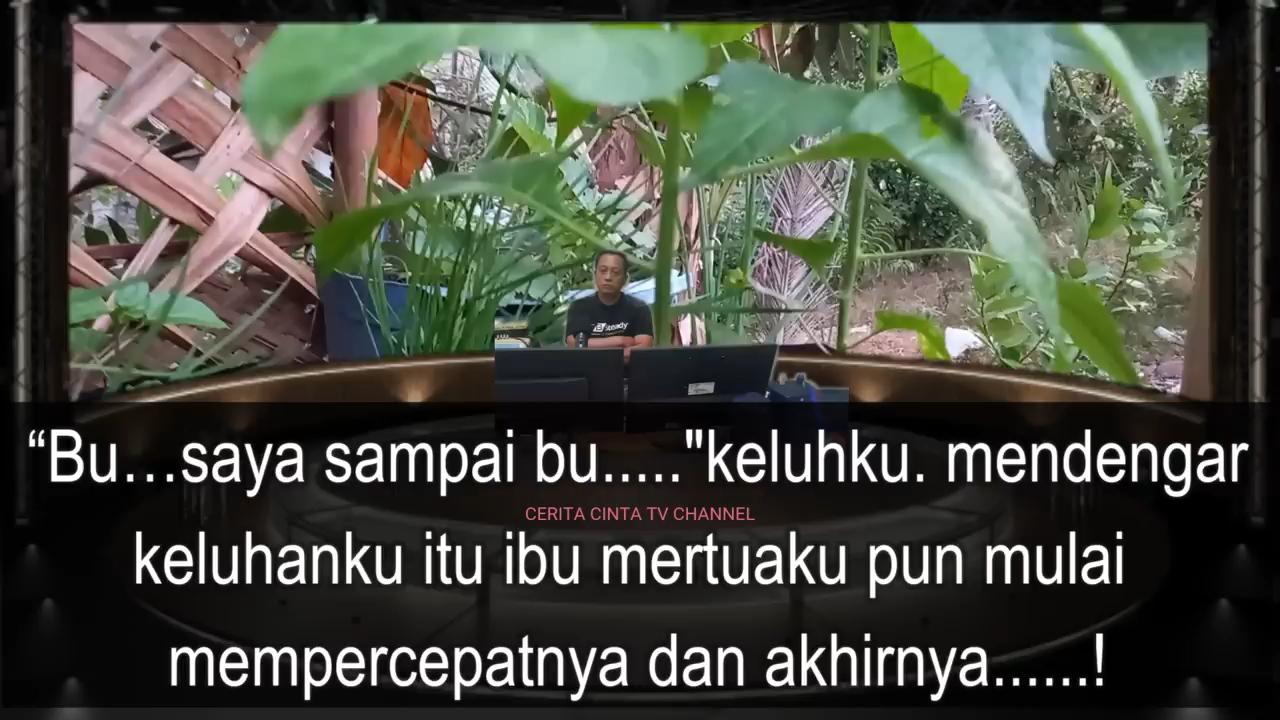 Steady
“Bu…saya sampai bu....."keluhku. mendengar
CERITA CINTA TV CHANNEL
keluhanku itu ibu mertuaku pun mulai
mempercepatnya dan akhirnya......!